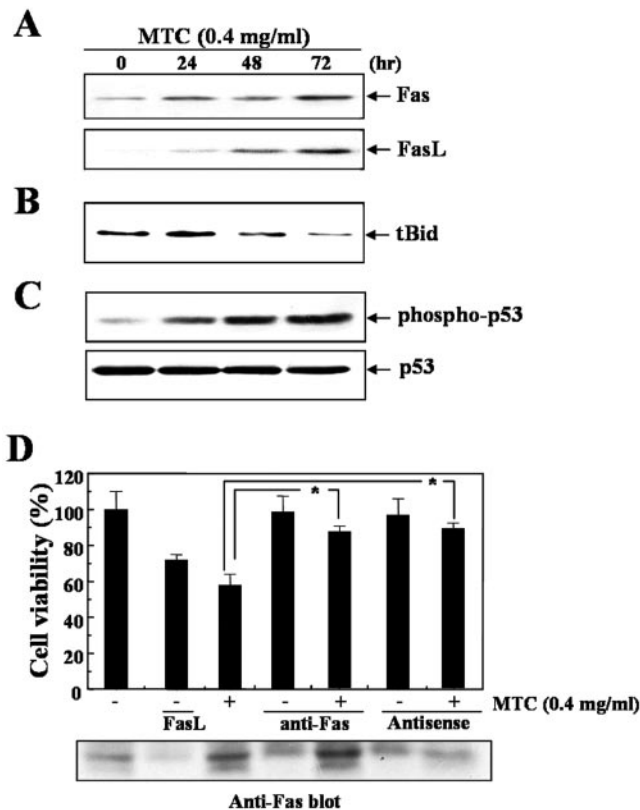 A
MTC (0.4 mg/ml)
0 24 48 72 (hr)
Fas
FasL
B
tBid
C
phospho-p53
p53
D
Cell viability (%)
120
100
80
60
40
20
0
* *
- - + - + - + MTC (0.4 mg/ml)
FasL anti-Fas Antisense
Anti-Fas blot